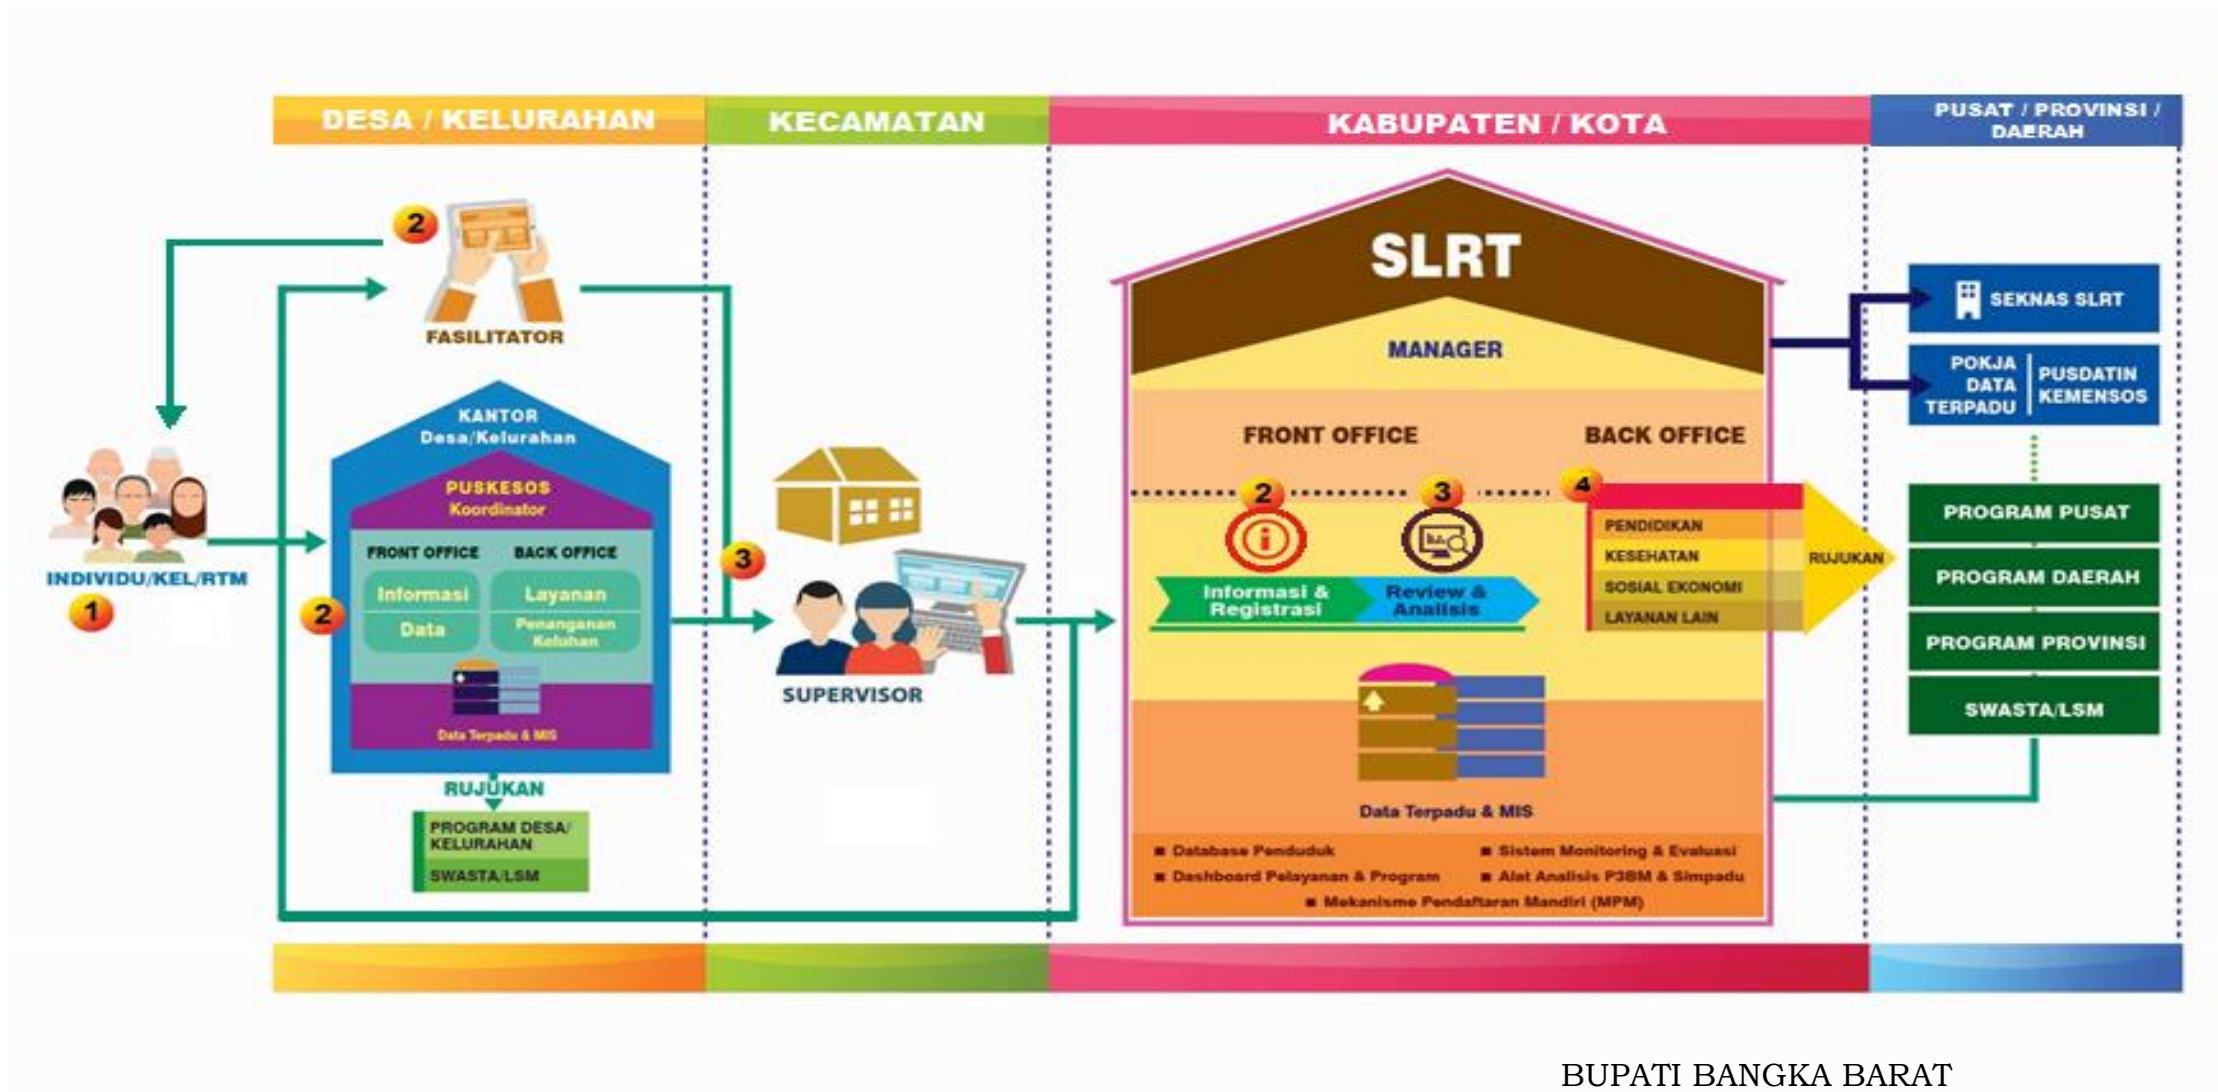 DESA / KELURAHAN
KECAMATAN
KABUPATEN / KOTA
PUSAT / PROVINSI /
DAERAH
2
FASILITATOR
INDIVIDU/KEL/RTM
1
KANTOR
Desa/Kelurahan
PUSKESOS
Koordinator
FRONT OFFICE
BACK OFFICE
Informasi
Layanan
Data
Penanganan
Keluhan
2
Data Terpadu & MIS
RUJUKAN
PROGRAM DESA/
KELURAHAN
SWASTA/LSM
3
SUPERVISOR
SLRT
MANAGER
FRONT OFFICE
BACK OFFICE
2
3
4
Informasi &
Registrasi
Review &
Analisis
PENDIDIKAN
KESEHATAN
SOSIAL EKONOMI
LAYANAN LAIN
RUJUKAN
Data Terpadu & MIS
Database Penduduk
Sistem Monitoring & Evaluasi
Dashboard Pelayanan & Program
Alat Analisis P3BM & Simpadu
Mekanisme Pendaftaran Mandiri (MPM)
SEKNAS SLRT
POKJA
DATA
TERPADU
PUSDATIN
KEMENSOS
PROGRAM PUSAT
PROGRAM DAERAH
PROGRAM PROVINSI
SWASTA/LSM
BUPATI BANGKA BARAT